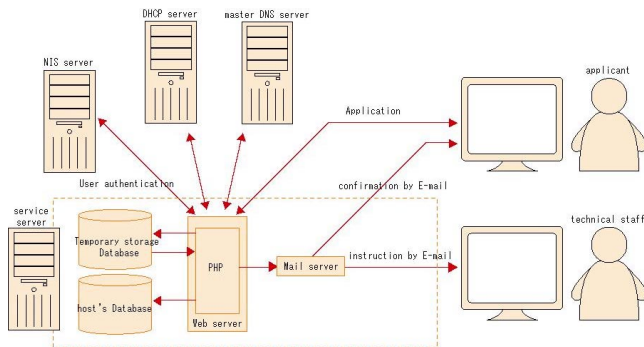 DHCP server
master DNS server
NIS server
applicant
Application
User authentication
confirmation by E-mail
service
server
technical staff
Temporary storage
Database
PHP
Mail server
instruction by E-mail
host's Database
Web server